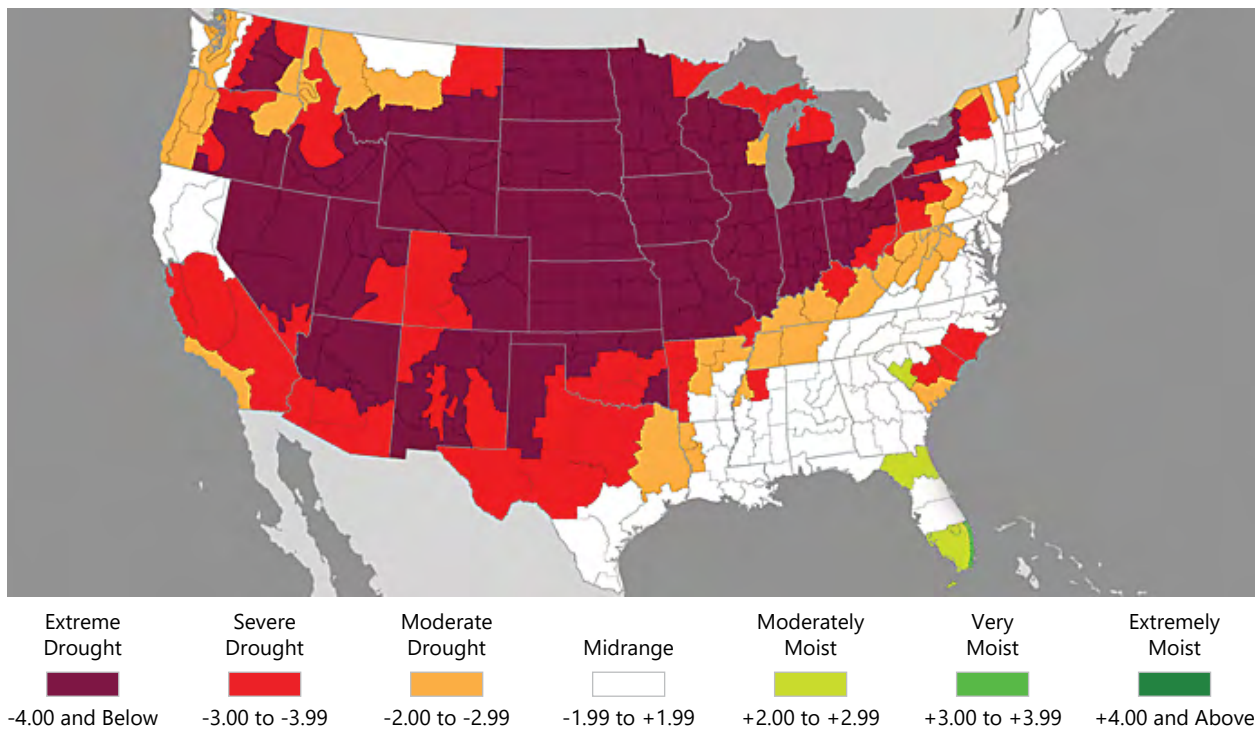 Extreme
Drought
-4.00 and Below
Severe
Drought
-3.00 to -3.99
Moderate
Drought
-2.00 to -2.99
Midrange
-1.99 to +1.99
Moderately
Moist
+2.00 to +2.99
Very
Moist
+3.00 to +3.99
Extremely
Moist
+4.00 and Above